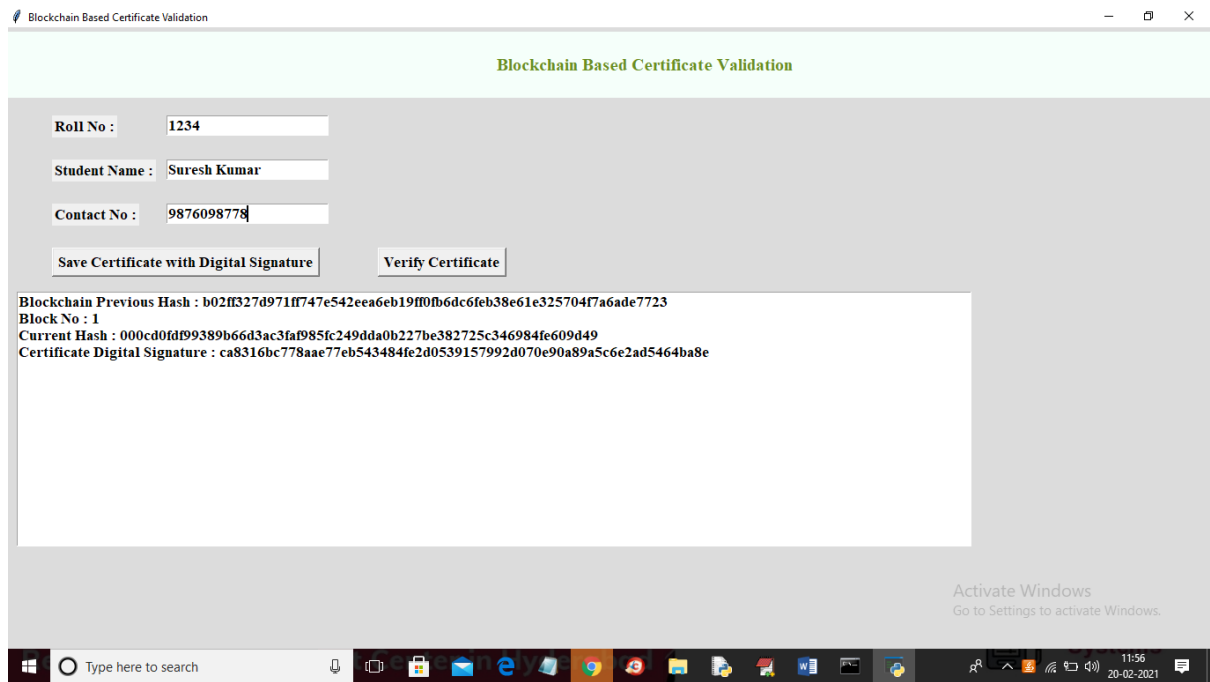 Blockchain Based Certificate Validation
Blockchain Based Certificate Validation
Roll No : 1234
Student Name : Suresh Kumar
Contact No : 9876098778
Save Certificate with Digital Signature Verify Certificate
Blockchain Previous Hash : b02ff327d971ff747e542eea6eb19ff0fb6dc6feb38e61e325704f7a6ade7723
Block No : 1
Current Hash : 000cd0fdf99389b66d3ac3faf985fc249dda0b227be382725c346984fe609d49
Certificate Digital Signature : ca8316bc778aae77eb543484fe2d0539157992d070e90a89a5c6e2ad5464ba8e
Activate Windows
Go to Settings to activate Windows.
Type here to search
11:56
20-02-2021